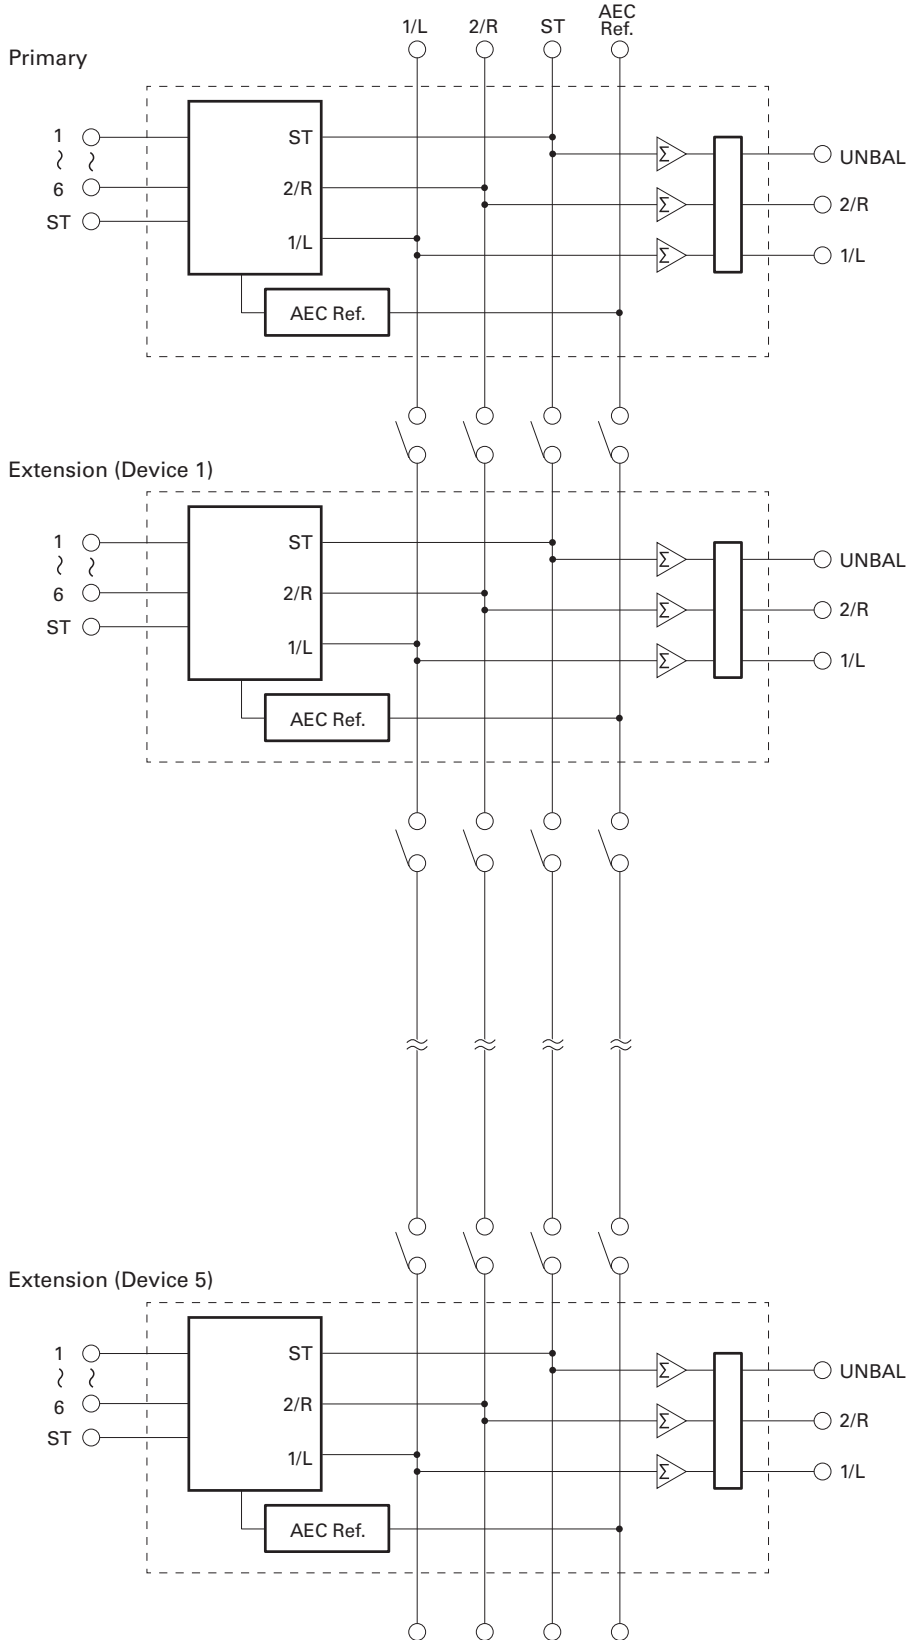 1/L 2/R ST AEC Ref.
Primary
1 ST UNBAL
6 2/R 2/R
ST 1/L 1/L
AEC Ref.
Extension (Device 1)
1 ST UNBAL
6 2/R 2/R
ST 1/L 1/L
AEC Ref.
Extension (Device 5)
1 ST UNBAL
6 2/R 2/R
ST 1/L 1/L
AEC Ref.
Σ
Σ
Σ
Σ
Σ
Σ
Σ
Σ
Σ